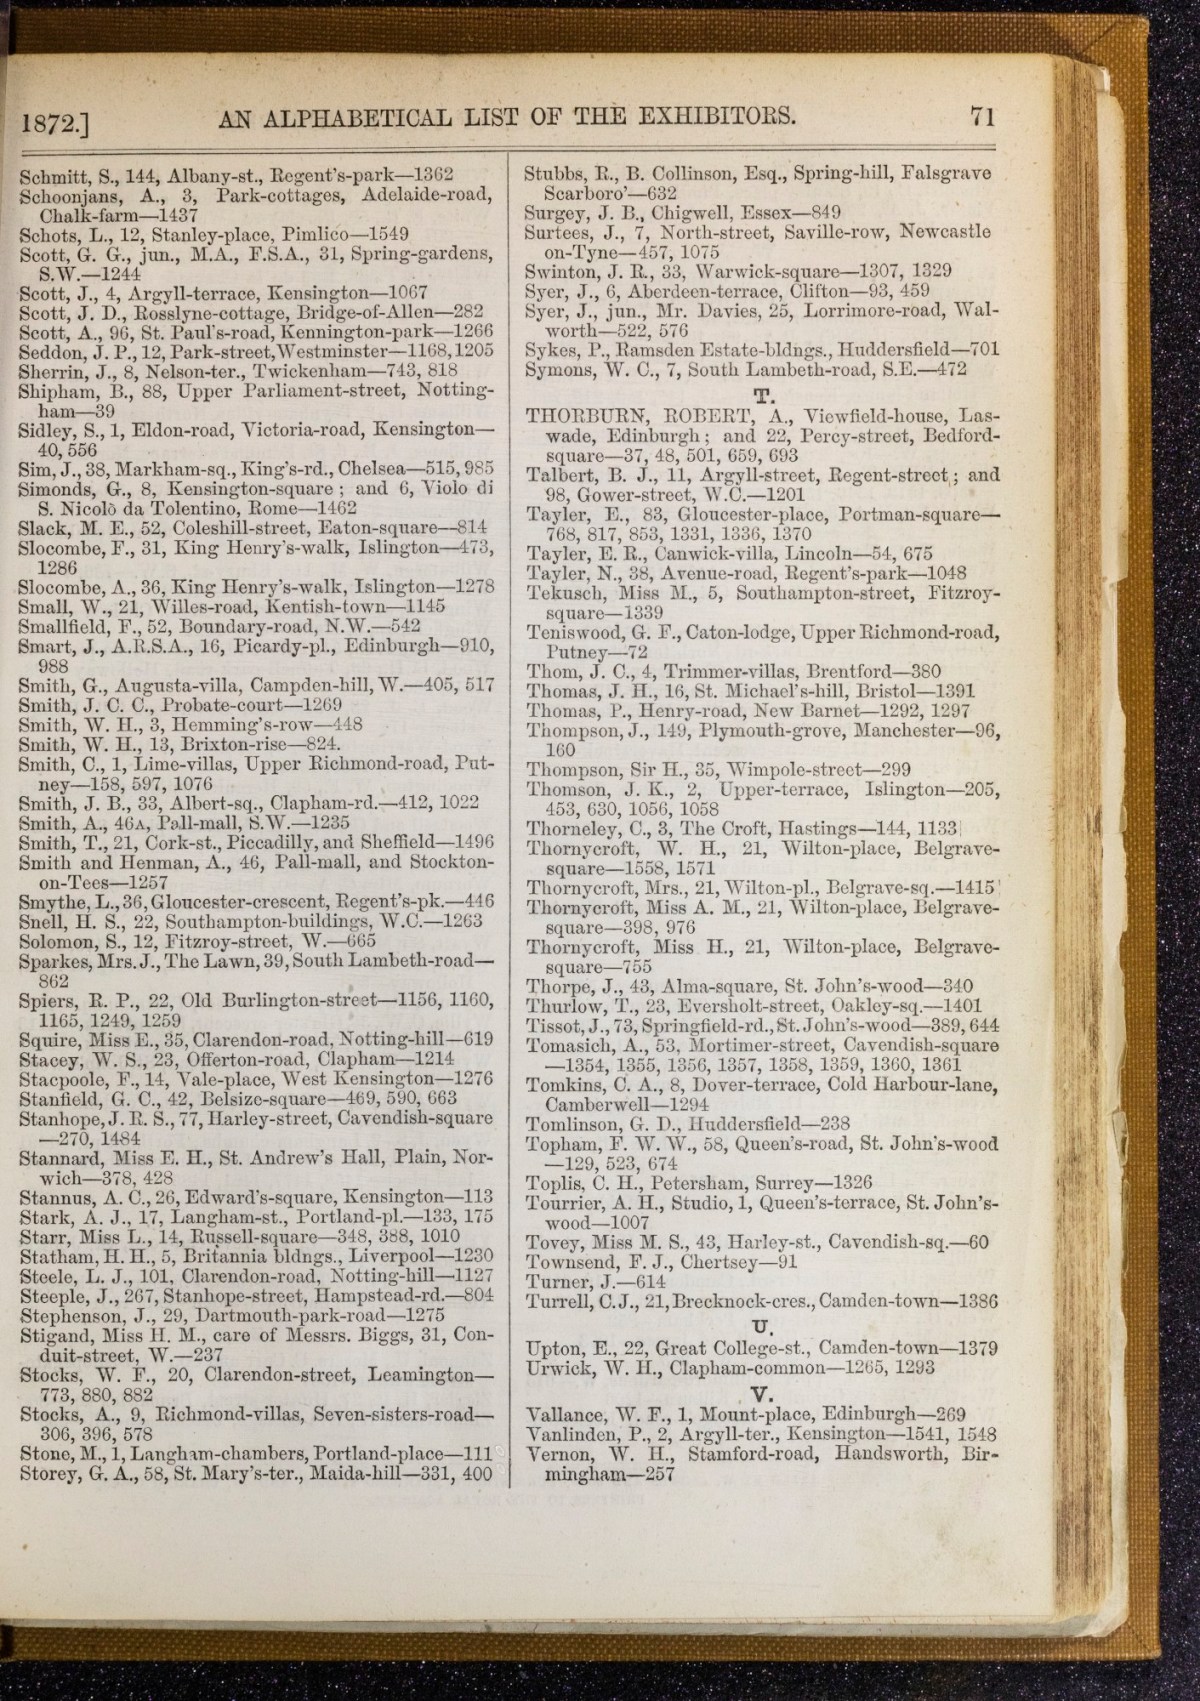 1872.] AN ALPHABETICAL LIST OF THE EXHIBITORS. 71
Schmitt, S., 144, Albany-st., Regent's-park—1362
Schoonjans, A., 3, Park-cottages, Adelaide-road,
Chalk-farm—1437
Schots, L., 12, Stanley-place, Pimlico—1549
Scott, G. G., jun., M.A., F.S.A., 31, Spring-gardens,
S.W.—1244
Scott, J., 4, Argyll-terrace, Kensington—1067
Scott, J. D., Rosslyne-cottage, Bridge-of-Allen—282
Scott, A., 96, St. Paul's-road, Kennington-park—1266
Seddon, J. P., 12, Park-street, Westminster—1168, 1205
Sherrin, J., 8, Nelson-ter., Twickenham—743, 818
Shipham, B., 88, Upper Parliament-street, Notting-
ham—39
Sidley, S., 1, Eldon-road, Victoria-road, Kensington—
40, 556
Sim, J., 38, Markham-sq., King's-rd., Chelsea—515, 985
Simonds, G., 8, Kensington-square; and 6, Violo di
S. Nicolò da Tolentino, Rome—1462
Slack, M. E., 52, Coleshill-street, Eaton-square—814
Slocombe, F., 31, King Henry's-walk, Islington—473,
1286
Slocombe, A., 36, King Henry's-walk, Islington—1278
Small, W., 21, Willes-road, Kentish-town—1145
Smallfield, F., 52, Boundary-road, N.W.—542
Smart, J., A.R.S.A., 16, Picardy-pl., Edinburgh—910,
988
Smith, G., Augusta-villa, Campden-hill, W.—405, 517
Smith, J. C. C., Probate-court—1269
Smith, W. H., 3, Hemming's-row—448
Smith, W. H., 13, Brixton-rise—824.
Smith, C., 1, Lime-villas, Upper Richmond-road, Put-
ney—158, 597, 1076
Smith, J. B., 33, Albert-sq., Clapham-rd.—412, 1022
Smith, A., 46A, Pall-mall, S.W.—1235
Smith, T., 21, Cork-st., Piccadilly, and Sheffield—1496
Smith and Henman, A., 46, Pall-mall, and Stockton-
on-Tees—1257
Smythe, L., 36, Gloucester-crescent, Regent's-pk.—446
Snell, H. S., 22, Southampton-buildings, W.C.—1263
Solomon, S., 12, Fitzroy-street, W.—665
Sparkes, Mrs. J., The Lawn, 39, South Lambeth-road—
862
Spiers, R. P., 22, Old Burlington-street—1156, 1160,
1165, 1249, 1259
Squire, Miss E., 35, Clarendon-road, Notting-hill—619
Stacey, W. S., 23, Offerton-road, Clapham—1214
Stacpoole, F., 14, Vale-place, West Kensington—1276
Stanfield, G. C., 42, Belsize-square—469, 590, 663
Stanhope, J. R. S., 77, Harley-street, Cavendish-square
—270, 1484
Stannard, Miss E. H., St. Andrew's Hall, Plain, Nor-
wich—378, 428
Stannus, A. C., 26, Edward's-square, Kensington—113
Stark, A. J., 17, Langham-st., Portland-pl.—133, 175
Starr, Miss L., 14, Russell-square—348, 388, 1010
Statham, H. H., 5, Britannia bldngs., Liverpool—1230
Steele, L. J., 101, Clarendon-road, Notting-hill—1127
Steeple, J., 267, Stanhope-street, Hampstead-rd.—804
Stephenson, J., 29, Dartmouth-park-road—1275
Stigand, Miss H. M., care of Messrs. Biggs, 31, Con-
duit-street, W.—237
Stocks, W. F., 20, Clarendon-street, Leamington—
773, 880, 882
Stocks, A., 9, Richmond-villas, Seven-sisters-road—
306, 396, 578
Stone, M., 1, Langham-chambers, Portland-place—111
Storey, G. A., 58, St. Mary's-ter., Maida-hill—331, 400
Stubbs, R., B. Collinson, Esq., Spring-hill, Falsgrave
Scarboro'—632
Surgey, J. B., Chigwell, Essex—849
Surtees, J., 7, North-street, Saville-row, Newcastle
on-Tyne—457, 1075
Swinton, J. R., 33, Warwick-square—1307, 1329
Syer, J., 6, Aberdeen-terrace, Clifton—93, 459
Syer, J., jun., Mr. Davies, 25, Lorrimore-road, Wal-
worth—522, 576
Sykes, P., Ramsden Estate-bldngs., Huddersfield—701
Symons, W. C., 7, South Lambeth-road, S.E.—472
T.
THORBURN, ROBERT, A., Viewfield-house, Las-
wade, Edinburgh; and 22, Percy-street, Bedford-
square—37, 48, 501, 659, 693
Talbert, B. J., 11, Argyll-street, Regent-street; and
98, Gower-street, W.C.—1201
Tayler, E., 83, Gloucester-place, Portman-square—
768, 817, 853, 1331, 1336, 1370
Tayler, E. R., Canwick-villa, Lincoln—54, 675
Tayler, N., 38, Avenue-road, Regent's-park—1048
Tekusch, Miss M., 5, Southampton-street, Fitzroy-
square—1339
Teniswood, G. F., Caton-lodge, Upper Richmond-road,
Putney—72
Thom, J. C., 4, Trimmer-villas, Brentford—380
Thomas, J. H., 16, St. Michael's-hill, Bristol—1391
Thomas, P., Henry-road, New Barnet—1292, 1297
Thompson, J., 149, Plymouth-grove, Manchester—96,
160
Thompson, Sir H., 35, Wimpole-street—299
Thomson, J. K., 2, Upper-terrace, Islington—205,
453, 630, 1056, 1058
Thorneley, C., 3, The Croft, Hastings—144, 1133
Thornycroft, W. H., 21, Wilton-place, Belgrave-
square—1558, 1571
Thornycroft, Mrs., 21, Wilton-pl., Belgrave-sq.—1415
Thornycroft, Miss A. M., 21, Wilton-place, Belgrave-
square—398, 976
Thornycroft, Miss H., 21, Wilton-place, Belgrave-
square—755
Thorpe, J., 43, Alma-square, St. John's-wood—340
Thurlow, T., 23, Eversholt-street, Oakley-sq.—1401
Tissot, J., 73, Springfield-rd., St. John's-wood—389, 644
Tomasich, A., 53, Mortimer-street, Cavendish-square
—1354, 1355, 1356, 1357, 1358, 1359, 1360, 1361
Tomkins, C. A., 8, Dover-terrace, Cold Harbour-lane,
Camberwell—1294
Tomlinson, G. D., Huddersfield—238
Topham, F. W. W., 58, Queen's-road, St. John's-wood
—129, 523, 674
Toplis, C. H., Petersham, Surrey—1326
Tourrier, A. H., Studio, 1, Queen's-terrace, St. John's-
wood—1007
Tovey, Miss M. S., 43, Harley-st., Cavendish-sq.—60
Townsend, F. J., Chertsey—91
Turner, J.—614
Turrell, C. J., 21, Brecknock-cres., Camden-town—1386
U.
Upton, E., 22, Great College-st., Camden-town—1379
Urwick, W. H., Clapham-common—1265, 1293
V.
Vallance, W. F., 1, Mount-place, Edinburgh—269
Vanlinden, P., 2, Argyll-ter., Kensington—1541, 1548
Vernon, W. H., Stamford-road, Handsworth, Bir-
mingham—257